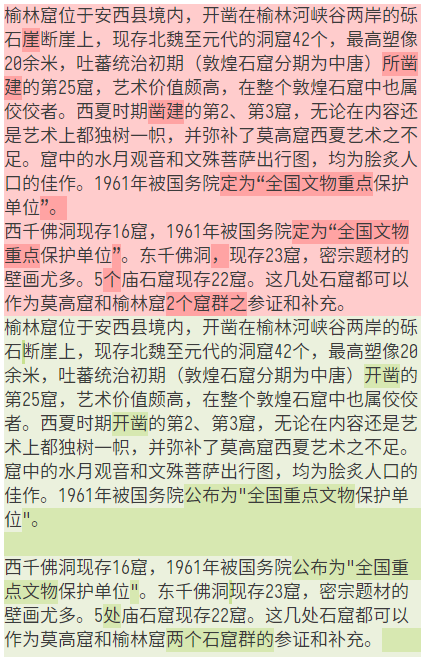 榆林窟位于安西县境内，开凿在榆林河峡谷两岸的砾
石崖断崖上，现存北魏至元代的洞窟42个，最高塑像
20余米，吐蕃统治初期（敦煌石窟分期为中唐）所凿
建的第25窟，艺术价值颇高，在整个敦煌石窟中也属
佼佼者。西夏时期凿建的第2、第3窟，无论在内容还
是艺术上都独树一帜，并弥补了莫高窟西夏艺术之不
足。窟中的水月观音和文殊菩萨出行图，均为脍炙人
口的佳作。1961年被国务院定为“全国文物重点保护
单位”。
西千佛洞现存16窟，1961年被国务院定为“全国文物
重点保护单位”。东千佛洞，现存23窟，密宗题材的
壁画尤多。5个庙石窟现存22窟。这几处石窟都可以
作为莫高窟和榆林窟2个窟群之参证和补充。
榆林窟位于安西县境内，开凿在榆林河峡谷两岸的砾
石断崖上，现存北魏至元代的洞窟42个，最高塑像20
余米，吐蕃统治初期（敦煌石窟分期为中唐）开凿的
第25窟，艺术价值颇高，在整个敦煌石窟中也属佼佼
者。西夏时期开凿的第2、第3窟，无论在内容还是艺
术上都独树一帜，并弥补了莫高窟西夏艺术之不足。
窟中的水月观音和文殊菩萨出行图，均为脍炙人口的
佳作。1961年被国务院公布为"全国重点文物保护单
位"。
西千佛洞现存16窟，1961年被国务院公布为"全国重
点文物保护单位"。东千佛洞现存23窟，密宗题材的
壁画尤多。5处庙石窟现存22窟。这几处石窟都可以
作为莫高窟和榆林窟两个石窟群的参证和补充。